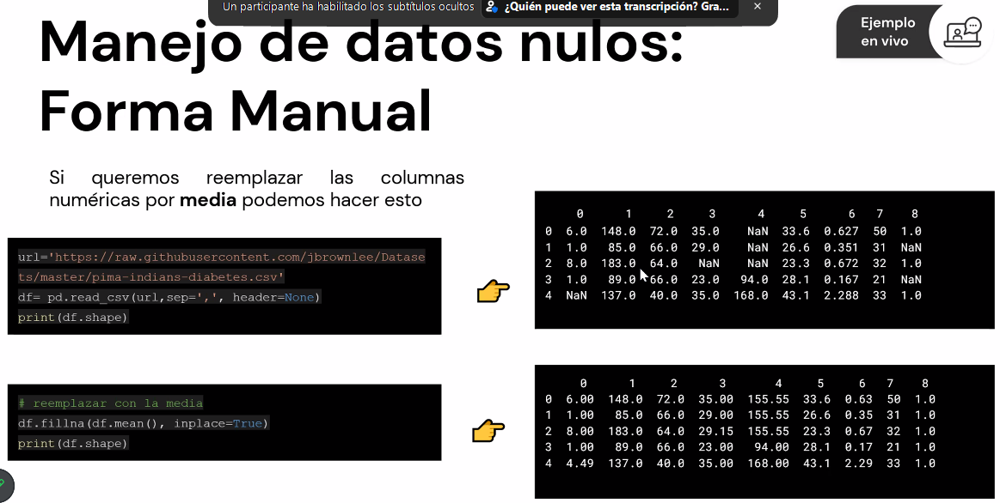 Un participante ha habilitado los subtítulos ocultos
¿Quién puede ver esta transcripción? Gra...
Manejo de datos nulos:
Forma Manual
Ejemplo
en vivo
Si queremos reemplazar las columnas
numéricas por media podemos hacer esto
url='https://raw.githubusercontent.com/jbrownlee/Datase
ts/master/pima-indians-diabetes.csv'
df= pd.read_csv(url,sep=',', header=None)
print(df.shape)
0 1 2 3 4 5 6 7 8
0 6.0 148.0 72.0 35.0 NaN 33.6 0.627 50 1.0
1 1.0 85.0 66.0 29.0 NaN 26.6 0.351 31 NaN
2 8.0 183.0 64.0 NaN NaN 23.3 0.672 32 1.0
3 1.0 89.0 66.0 23.0 94.0 28.1 0.167 21 NaN
4 NaN 137.0 40.0 35.0 168.0 43.1 2.288 33 1.0
# reemplazar con la media
df.fillna(df.mean(), inplace=True)
print(df.shape)
0 1 2 3 4 5 6 7 8
0 6.00 148.0 72.0 35.00 155.55 33.6 0.63 50 1.0
1 1.00 85.0 66.0 29.00 155.55 26.6 0.35 31 1.0
2 8.00 183.0 64.0 29.15 155.55 23.3 0.67 32 1.0
3 1.00 89.0 66.0 23.00 94.00 28.1 0.17 21 1.0
4 4.49 137.0 40.0 35.00 168.00 43.1 2.29 33 1.0